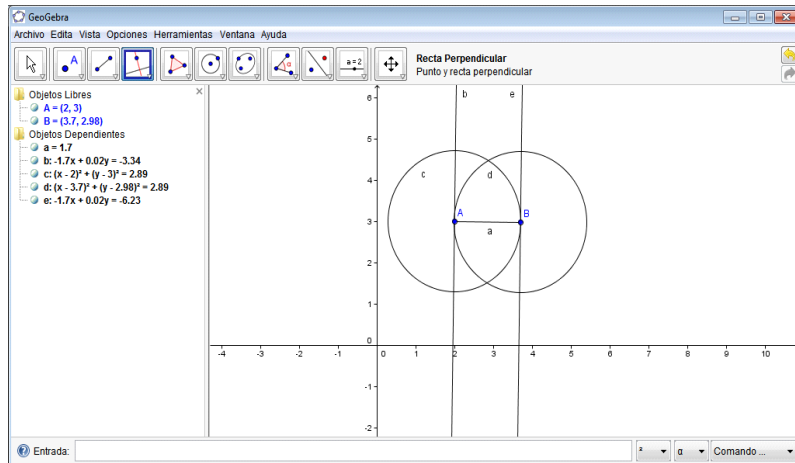 GeoGebra
Archivo Edita Vista Opciones Herramientas Ventana Ayuda
A
α
a = 2
Recta Perpendicular
Punto y recta perpendicular
Objetos Libres
A = (2, 3)
B = (3.7, 2.98)
Objetos Dependientes
a = 1.7
b: -1.7x + 0.02y = -3.34
c: (x - 2)² + (y - 3)² = 2.89
d: (x - 3.7)² + (y - 2.98)² = 2.89
e: -1.7x + 0.02y = -6.23
6
b
e
5
4
c
d
3
A
B
a
2
1
0
-4 -3 -2 -1 0 1 2 3 4 5 6 7 8 9 10
-1
-2
Entrada:
² α Comando ...